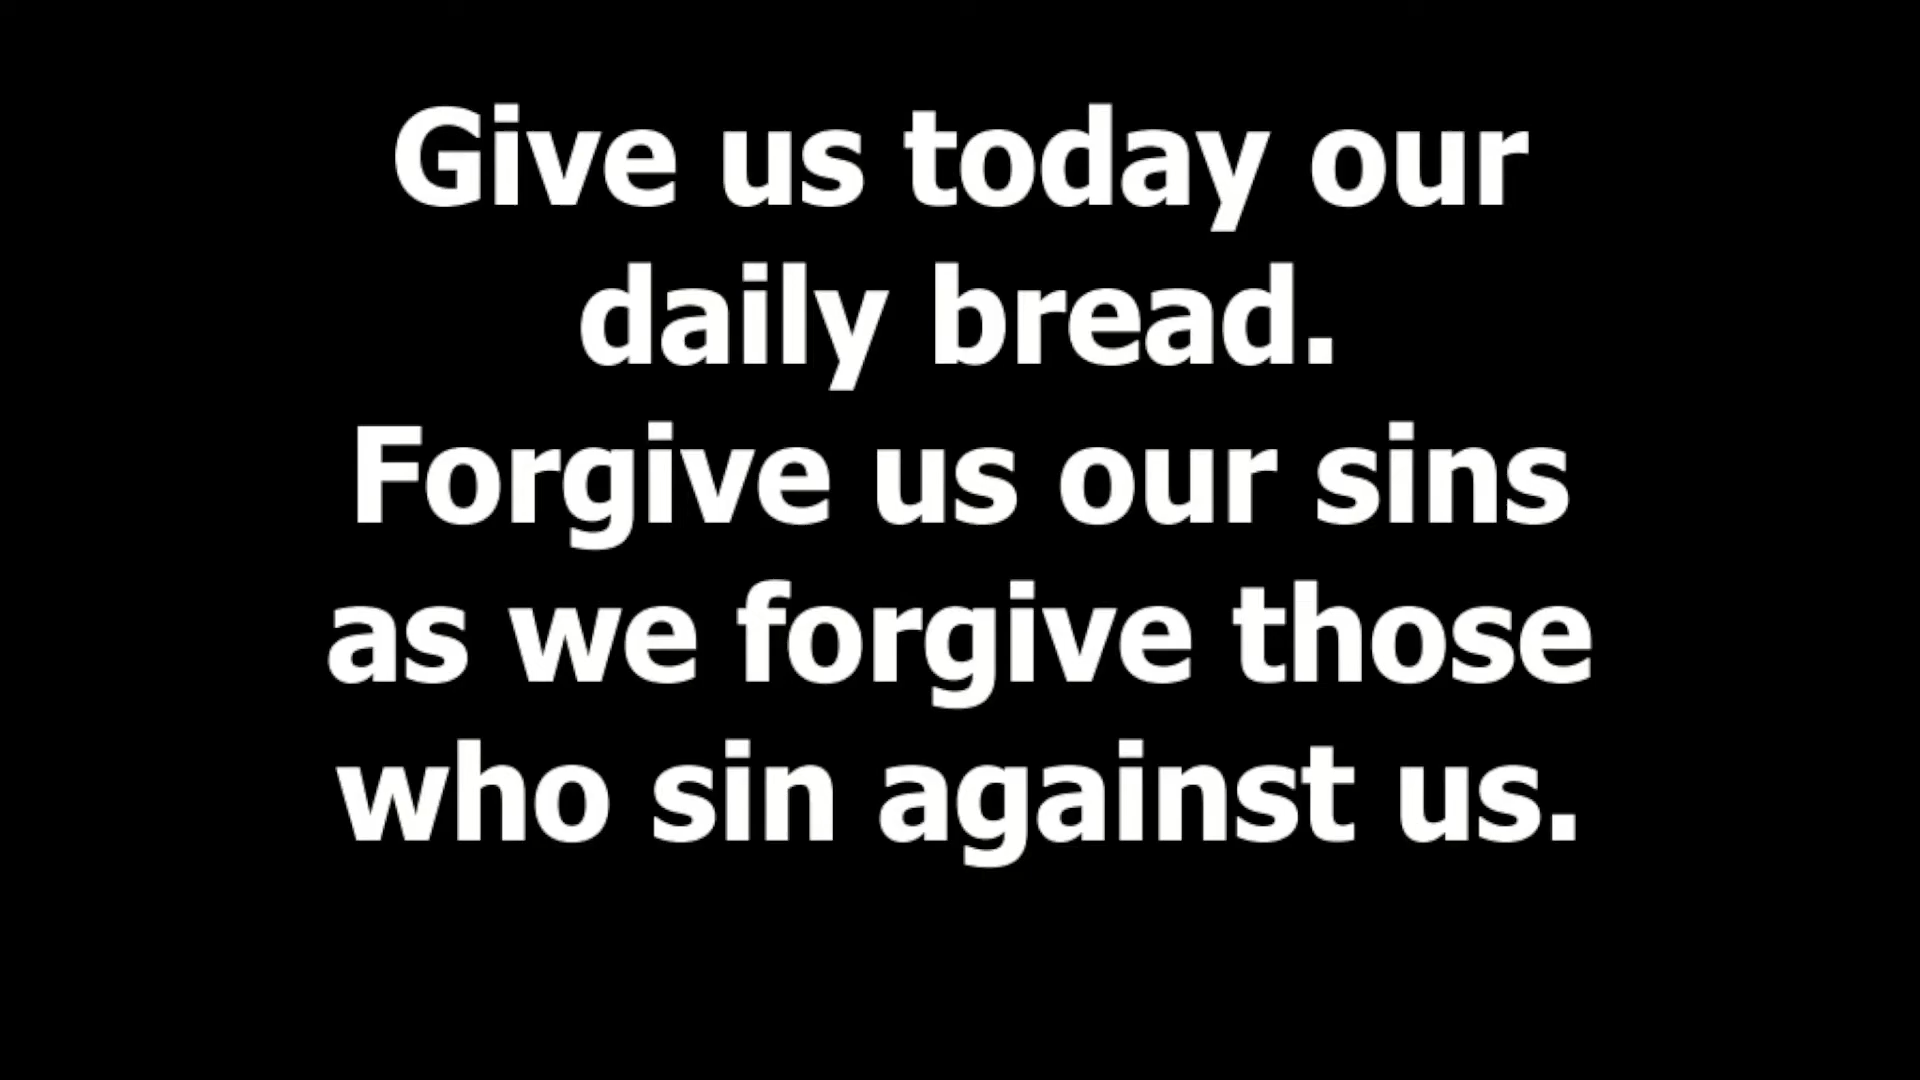 Give us today our
daily bread.
Forgive us our sins
as we forgive those
who sin against us.